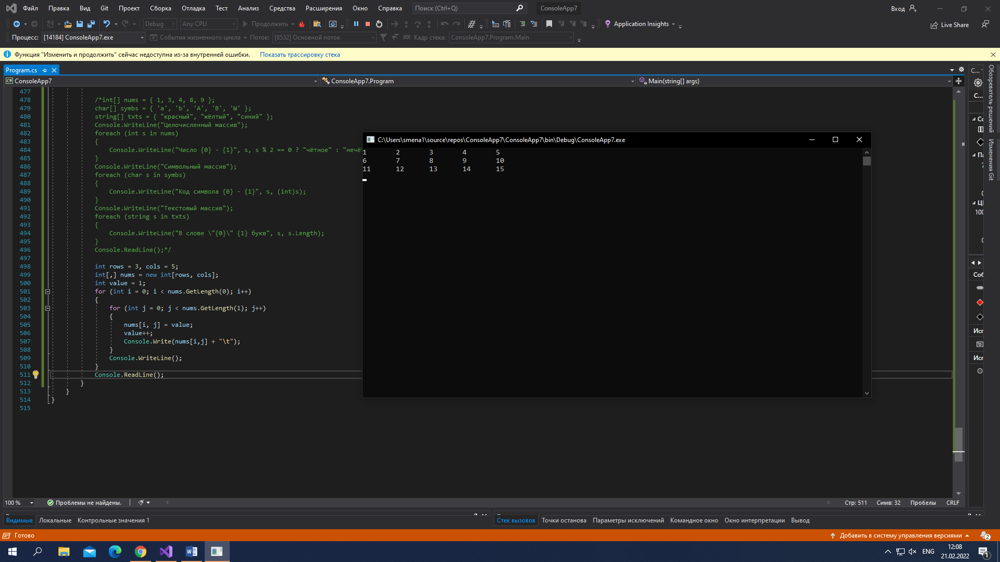 Файл Правка Вид Git Проект Сборка Отладка Тест Анализ Средства Расширения Окно Справка Поиск (Ctrl+Q) ConsoleApp7 Вход
Debug Any CPU Продолжить Application Insights Live Share
Процесс: [14184] ConsoleApp7.exe События жизненного цикла Поток: [8532] Основной поток Кадр стека: ConsoleApp7.Program.Main
Функция "Изменить и продолжить" сейчас недоступна из-за внутренней ошибки. Показать трассировку стека
Program.cs
ConsoleApp7 ConsoleApp7.Program Main(string[] args)
477
478 /*int[] nums = { 1, 3, 4, 8, 9 };
479 char[] symbs = { 'a', 'b', 'A', 'B', 'Ы' };
480 string[] txts = { "красный", "жёлтый", "синий" };
481 Console.WriteLine("Целочисленный массив");
482 foreach (int s in nums)
483 {
484 Console.WriteLine("Число {0} - {1}", s, s % 2 == 0 ? "чётное" : "нечёт
485 }
486 Console.WriteLine("Символьный массив");
487 foreach (char s in symbs)
488 {
489 Console.WriteLine("Код символа {0} - {1}", s, (int)s);
490 }
491 Console.WriteLine("Текстовый массив");
492 foreach (string s in txts)
493 {
494 Console.WriteLine("В слове \"{0}\" {1} букв", s, s.Length);
495 }
496 Console.ReadLine();*/
497
498 int rows = 3, cols = 5;
499 int[,] nums = new int[rows, cols];
500 int value = 1;
501 for (int i = 0; i < nums.GetLength(0); i++)
502 {
503 for (int j = 0; j < nums.GetLength(1); j++)
504 {
505 nums[i, j] = value;
506 value++;
507 Console.Write(nums[i,j] + "\t");
508 }
509 Console.WriteLine();
510 }
511 Console.ReadLine();
512 }
513 }
514 }
515
C:\Users\smena1\source\repos\ConsoleApp7\ConsoleApp7\bin\Debug\ConsoleApp7.exe
1 2 3 4 5
6 7 8 9 10
11 12 13 14 15
С...
С...
Со
Па
7
0
ЦП
100
0
Соб
Исп
Исп
Обозреватель решений
Изменения Git
100 % Проблемы не найдены. Стр: 511 Симв: 32 Пробелы CRLF
Видимые Локальные Контрольные значения 1 Стек вызовов Точки останова Параметры исключений Командное окно Окно интерпретации Вывод
Готово Добавить в систему управления версиями 2
ENG 12:08
21.02.2022 1